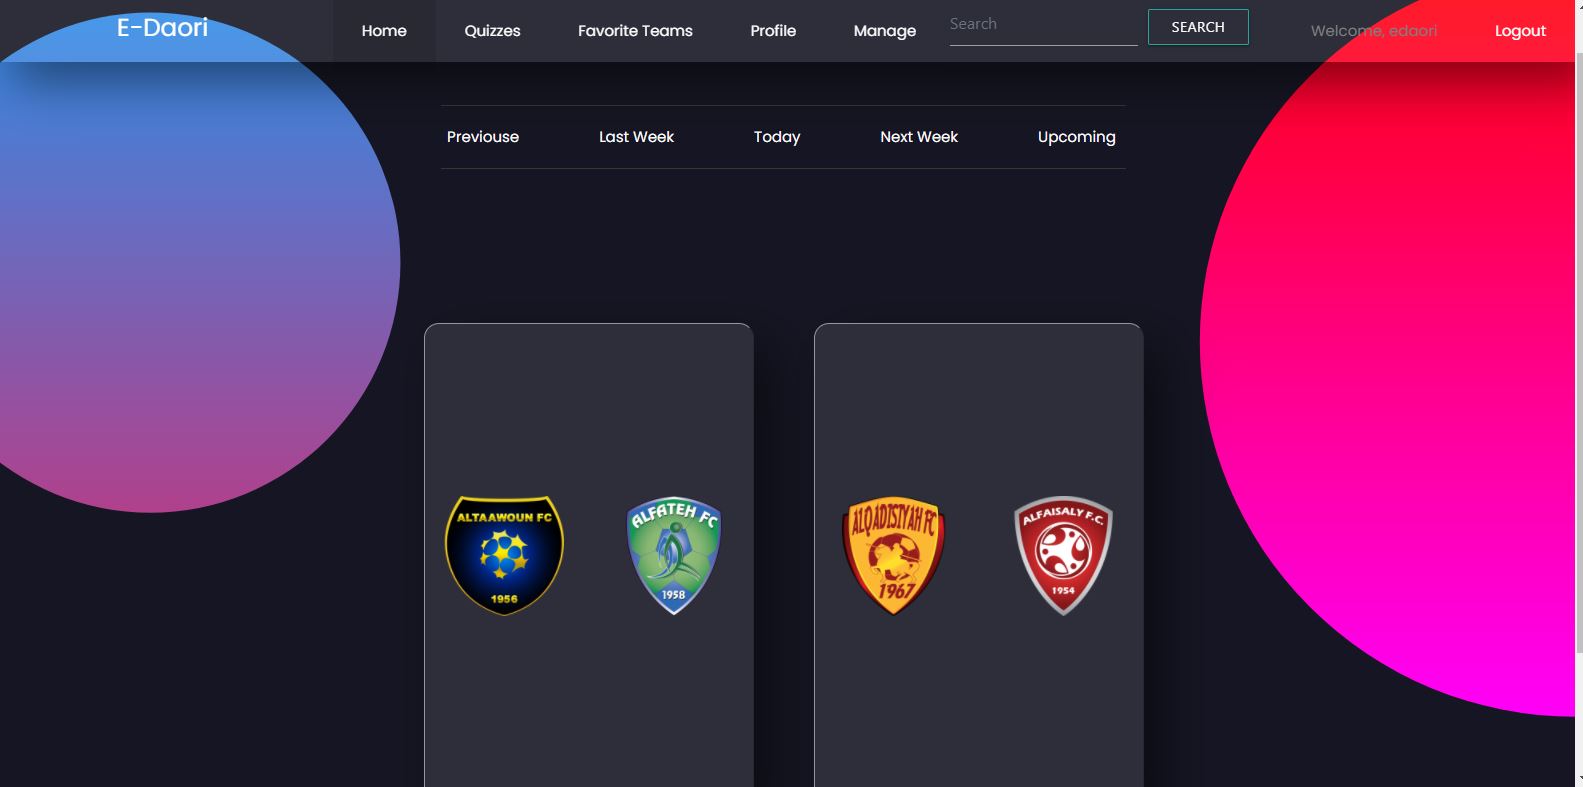 E-Daori
Home
Quizzes
Favorite Teams
Profile
Manage
Search
SEARCH
Welcome, edaori
Logout
Previouse
Last Week
Today
Next Week
Upcoming
ALTAAWOUN FC
1956
ALFATEH FC
1958
ALQADISIYAH FC
1967
ALFAISALY F.C.
1954